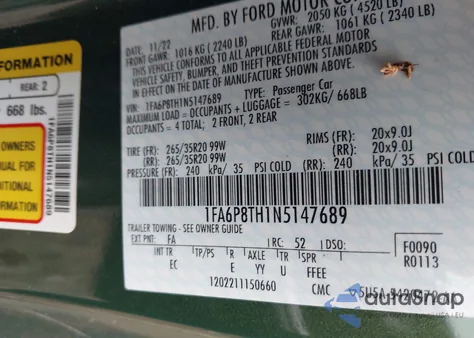 MFD. BY FORD MOTOR CO
11/22
GVWR: 2050 KG ( 4520 LB)
FRONT GAWR: 1016 KG ( 2240 LB)
REAR GAWR: 1061 KG ( 2340 LB)
THIS VEHICLE CONFORMS TO ALL APPLICABLE FEDERAL MOTOR
VEHICLE SAFETY, BUMPER, AND THEFT PREVENTION STANDARDS
IN EFFECT ON THE DATE OF MANUFACTURE SHOWN ABOVE.
VIN: 1FA6P8TH1N5147689
TYPE: Passenger Car
MAXIMUM LOAD = OCCUPANTS + LUGGAGE = 302KG/ 668LB
OCCUPANTS = 4 TOTAL; 2 FRONT, 2 REAR
TIRE (FR): 265/35R20 99W RIMS (FR): 20x9.0J
(RR): 265/35R20 99W (RR): 20x9.0J
PRESSURE (FR): 240 kPa/ 35 PSI COLD (RR): 240 kPa/ 35 PSI COLD
1FA6P8TH1N5147689
TRAILER TOWING – SEE OWNER GUIDE
EXT PNT: FA RC: 52 DSO: F0090
R0113
INT TR TP/PS R AXLE TR SPR
EC E YY U FFEE
1202211150660 CMC
REAR: 2
668 lbs.
OWNERS
UAL FOR
DITIONAL
ORMATION
1FA6P8TH1N5147689
autoSnap